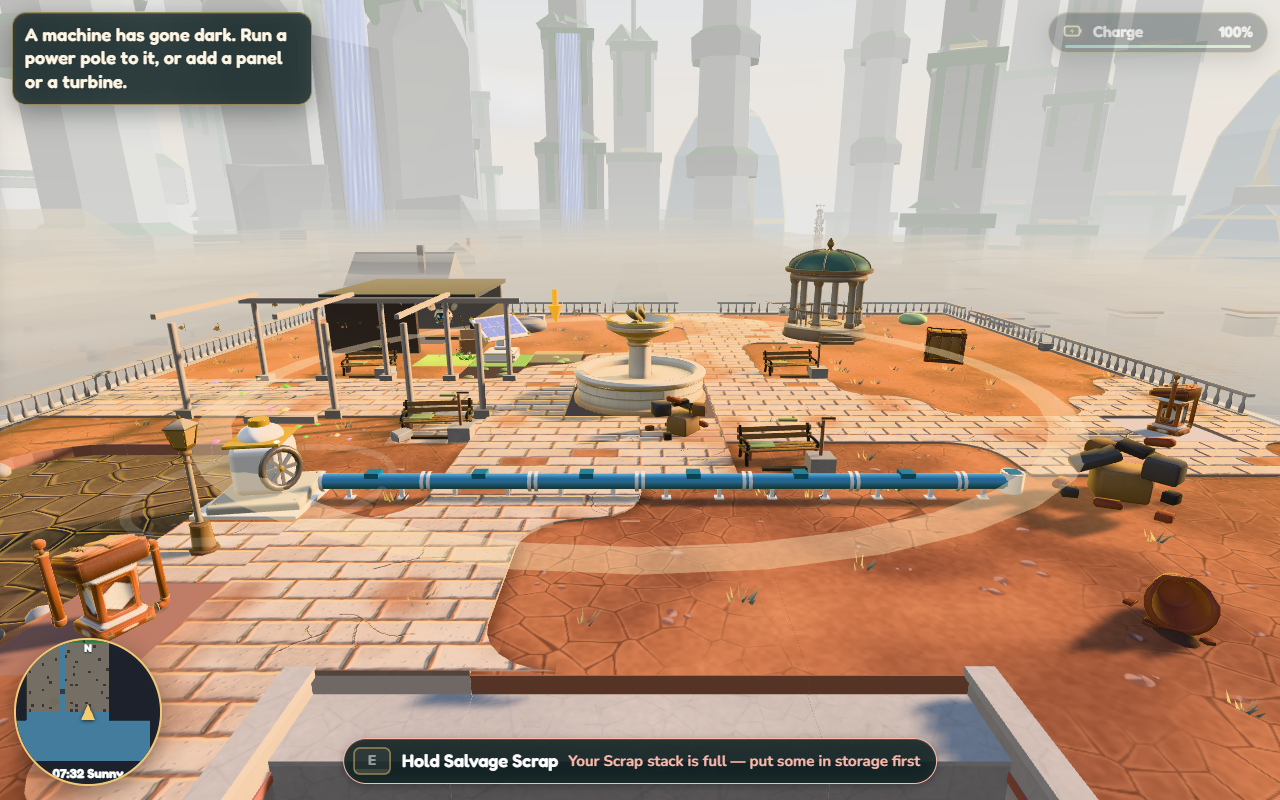 A machine has gone dark. Run a
power pole to it, or add a panel
or a turbine.
Charge 100%
N
07:32 Sunny
E Hold Salvage Scrap Your Scrap stack is full — put some in storage first